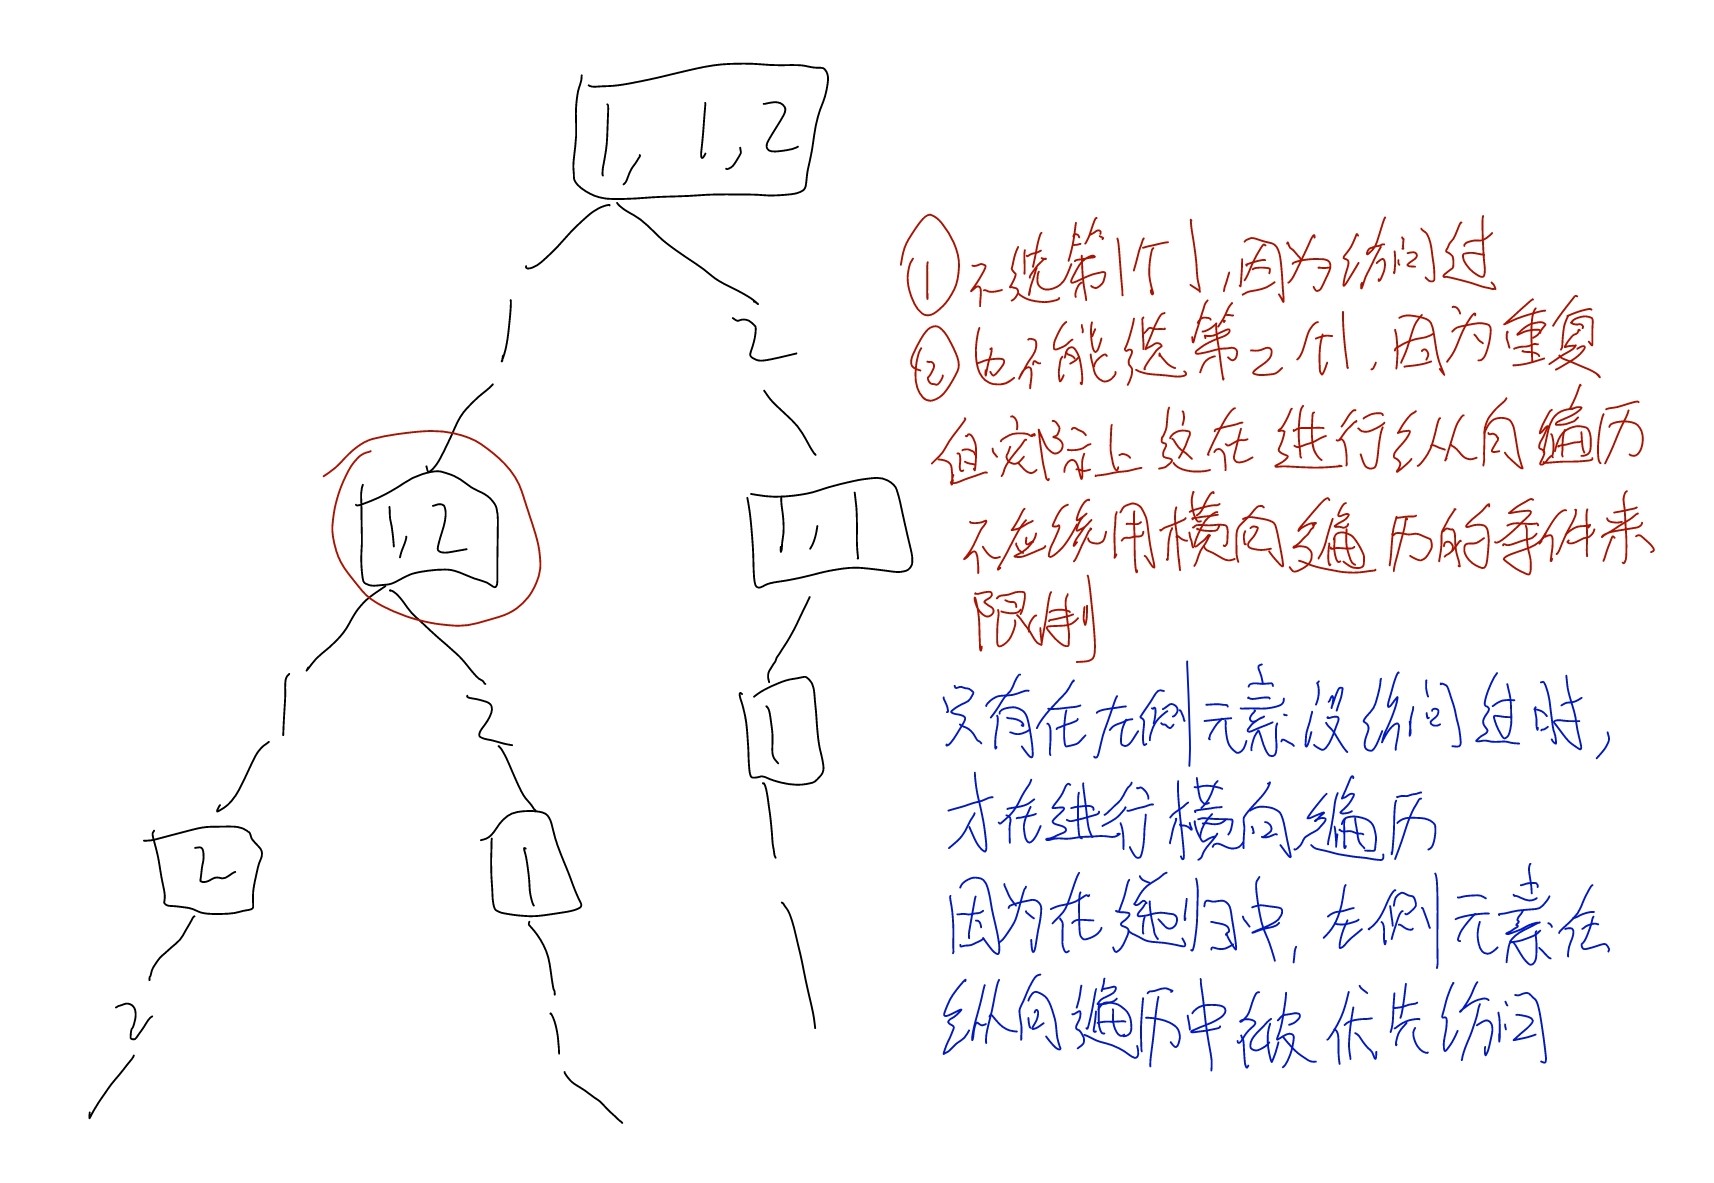 1, 1, 2
①不选第1个1,因为访问过
②也不能选第二个1,因为重复
但实际上这在进行纵向遍历
不应该用横向遍历的条件来
限制
只有在左侧元素没访问过时,
才在进行横向遍历
因为在递归中,左侧元素在
纵向遍历中被优先访问
1
2
1,2
1,1
1
2
1
2
1
1
2
1